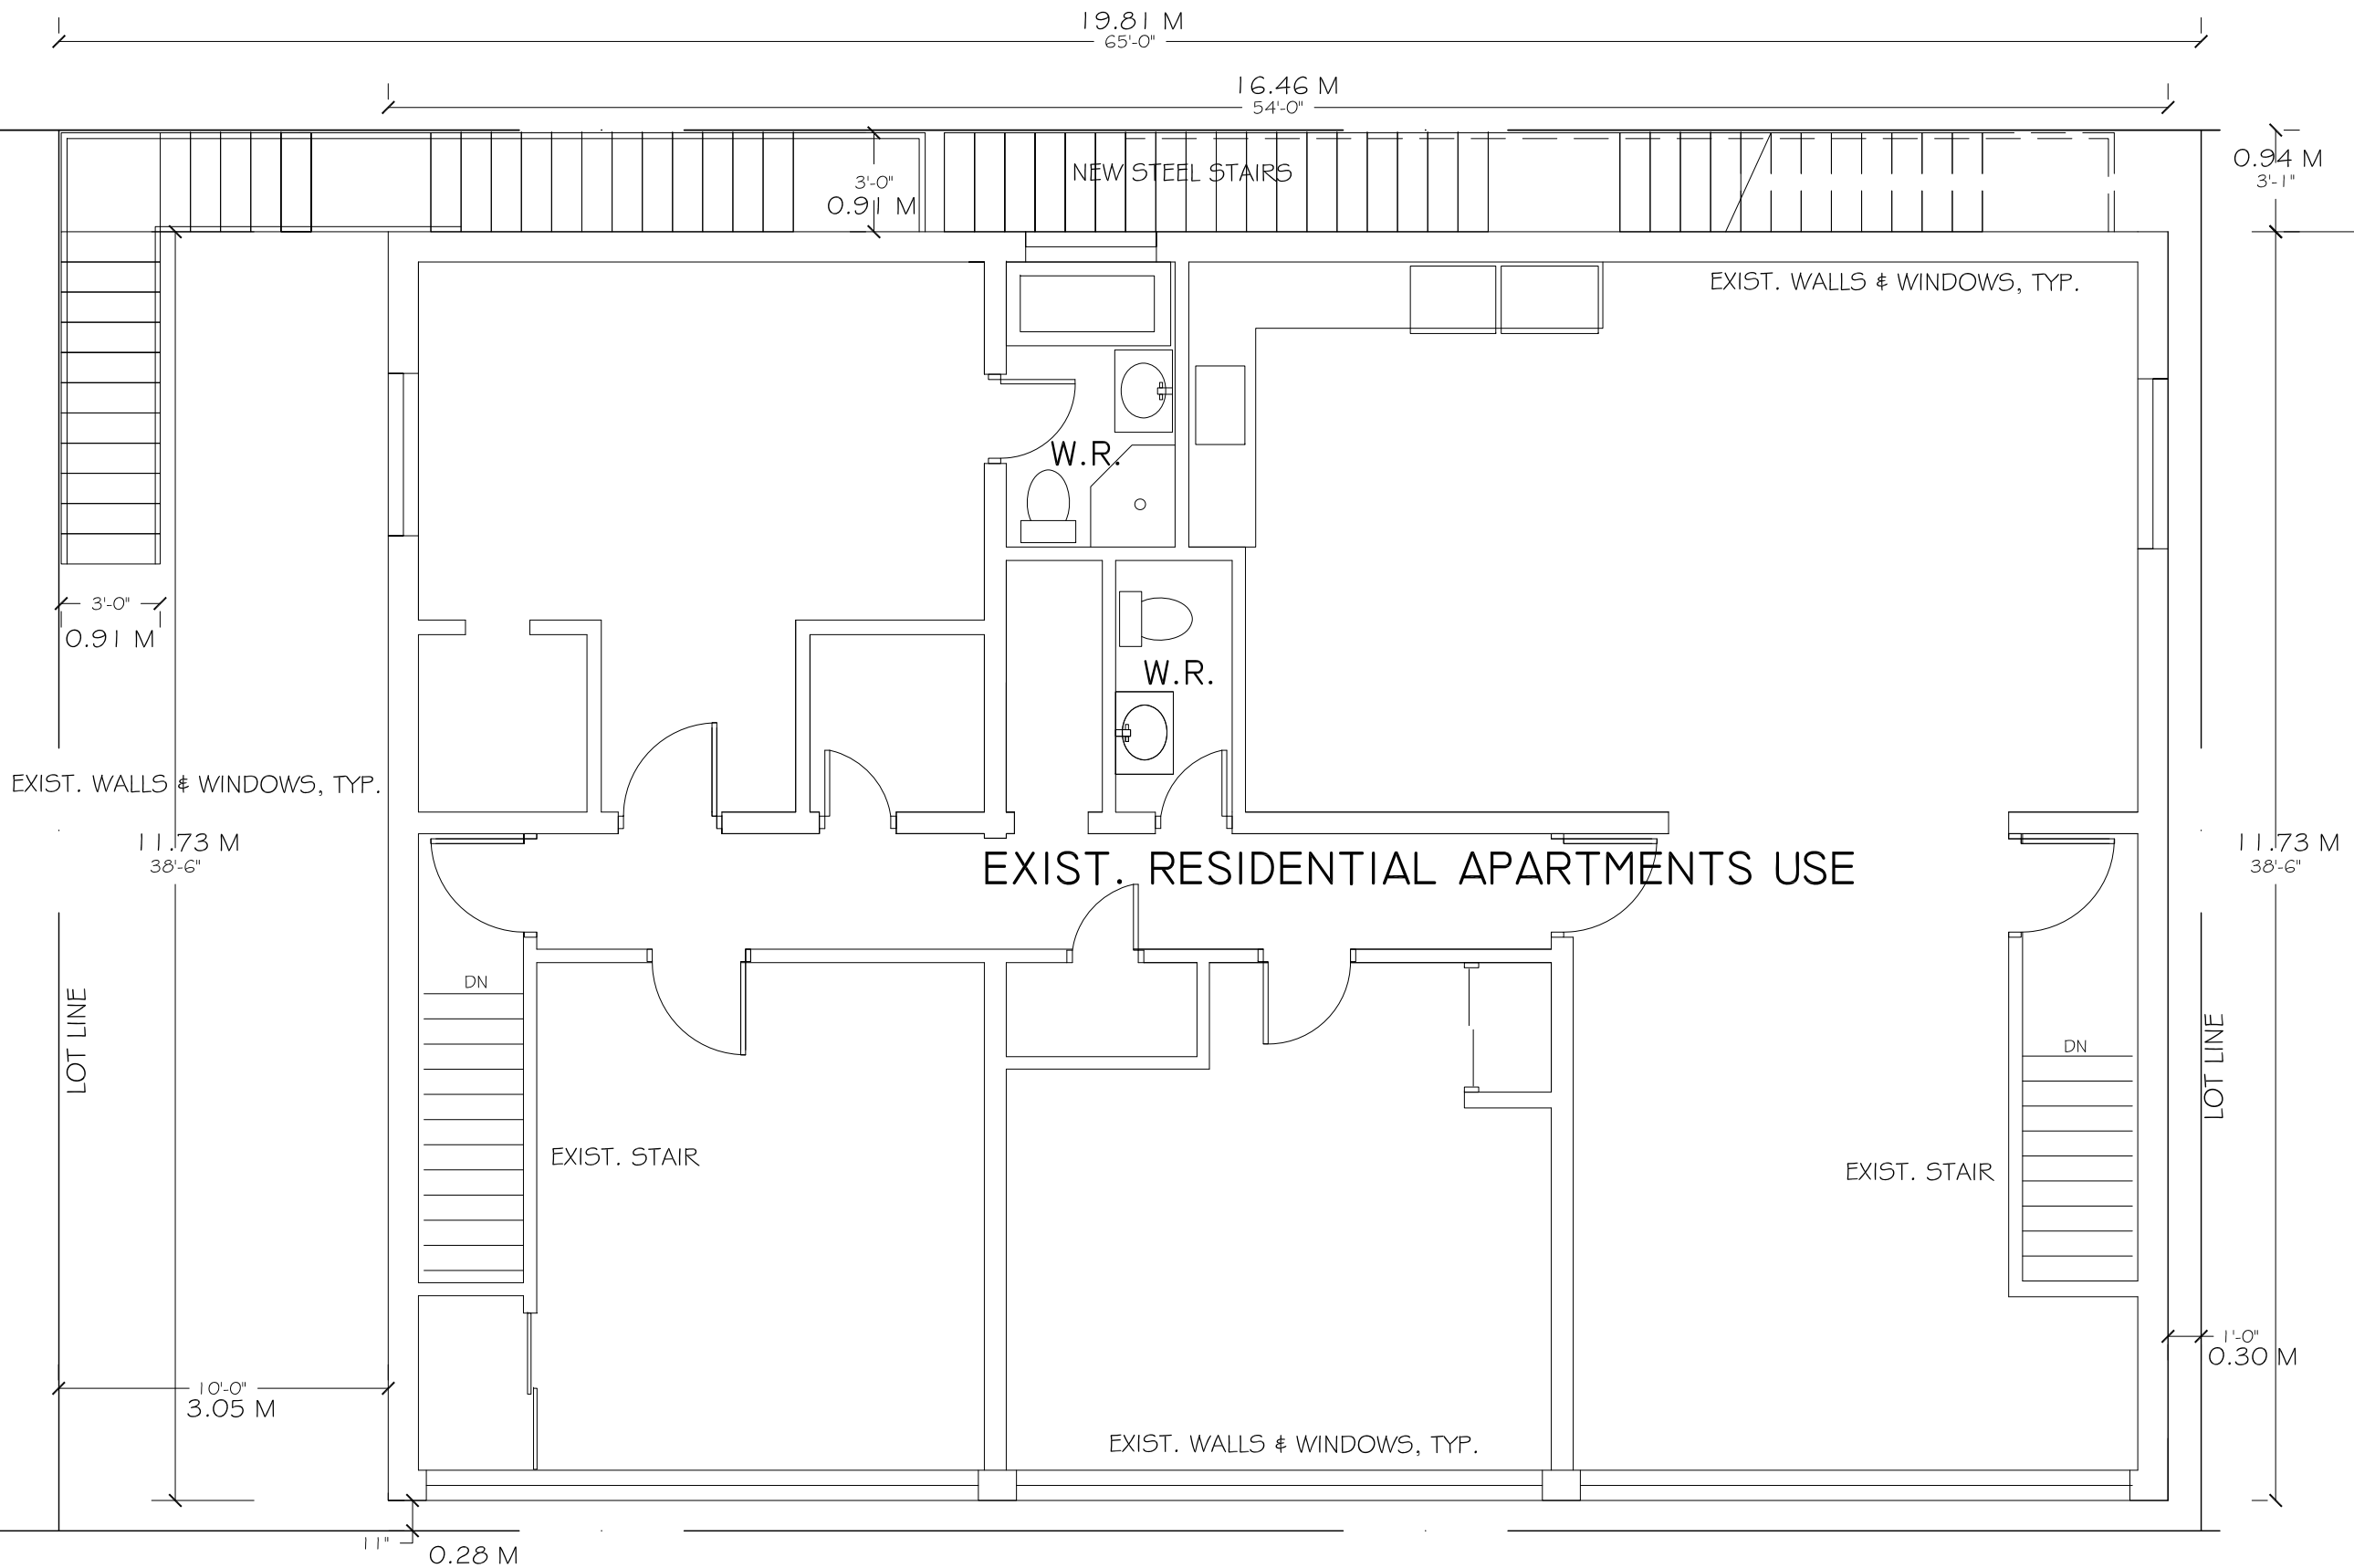 19.81 M
65'-0"
16.46 M
54'-0"
0.94 M
3'-1"
NEW STEEL STAIRS
3'-0"
0.91 M
EXIST. WALLS & WINDOWS, TYP.
W.R.
3'-0"
0.91 M
W.R.
EXIST. WALLS & WINDOWS, TYP.
11.73 M
38'-6"
EXIST. RESIDENTIAL APARTMENTS USE
11.73 M
38'-6"
DN
LOT LINE
LOT LINE
DN
EXIST. STAIR
EXIST. STAIR
1'-0"
0.30 M
10'-0"
3.05 M
EXIST. WALLS & WINDOWS, TYP.
11"
0.28 M